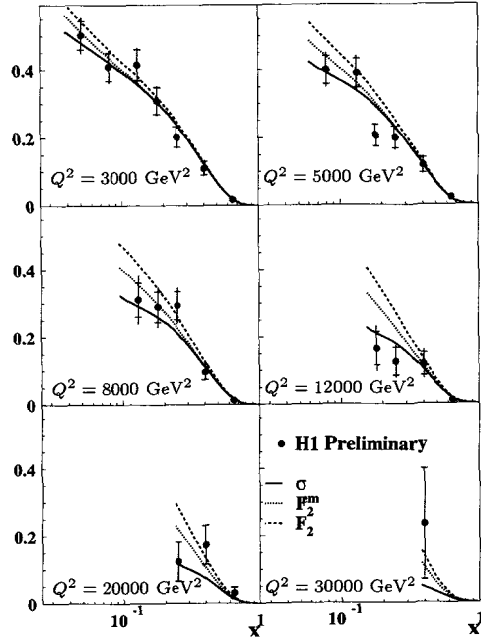 0.4
0.2
0
Q² = 3000 GeV²
Q² = 5000 GeV²
0.4
0.2
0
Q² = 8000 GeV²
Q² = 12000 GeV²
0.4
0.2
0
Q² = 20000 GeV²
H1 Preliminary
σ
F₂ᵐ
F₂
Q² = 30000 GeV²
10⁻¹
1
x
10⁻¹
1
x